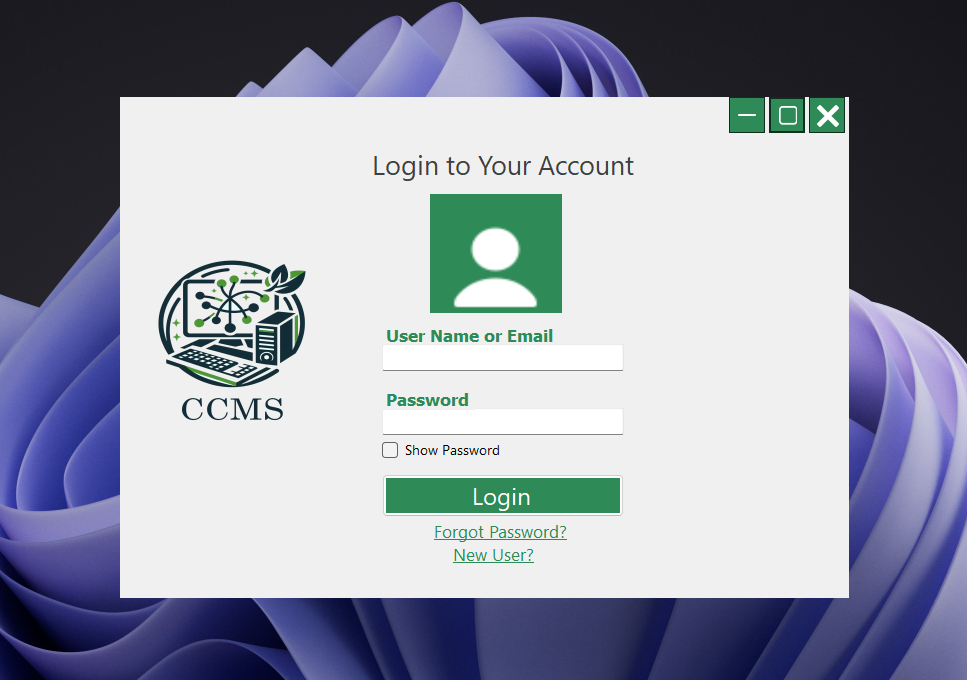 Login to Your Account
User Name or Email
CCMS
Password
Show Password
Login
Forgot Password?
New User?